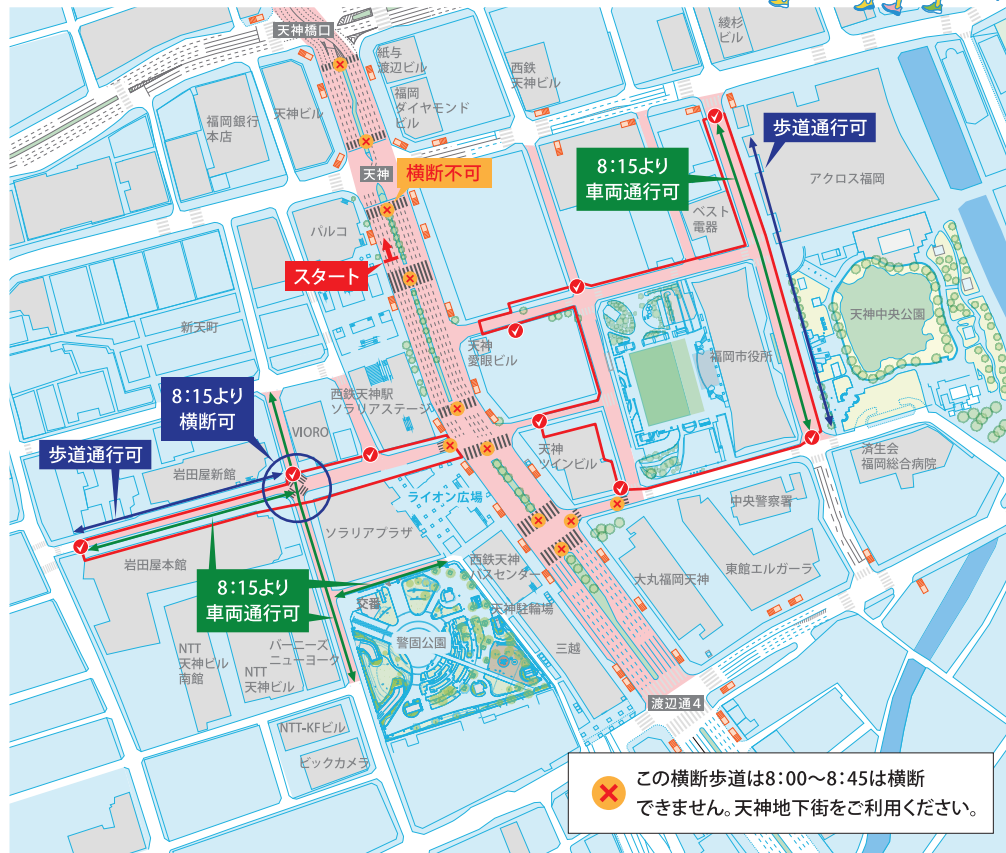 天神橋口
綾杉
ビル
紙与
渡辺ビル
西鉄
天神ビル
福岡
ダイヤモンド
ビル
福岡銀行
本店
天神ビル
歩道通行可
8:15より
車両通行可
天神
横断不可
アクロス福岡
ベスト
電器
パルコ
スタート
新天町
天神中央公園
天神
愛眼ビル
福岡市役所
西鉄天神駅
ソラリアステージ
8:15より
横断可
VIORO
歩道通行可
岩田屋新館
天神
ツインビル
済生会
福岡総合病院
ライオン広場
中央警察署
ソラリアプラザ
岩田屋本館
西鉄天神
バスセンター
大丸福岡天神
東館エルガーラ
8:15より
車両通行可
交番
天神駐輪場
警固公園
三越
NTT
天神ビル
南館
バーニーズ
ニューヨーク
NTT
天神ビル
渡辺通4
NTT-KFビル
ビックカメラ
この横断歩道は8:00〜8:45は横断
できません。天神地下街をご利用ください。